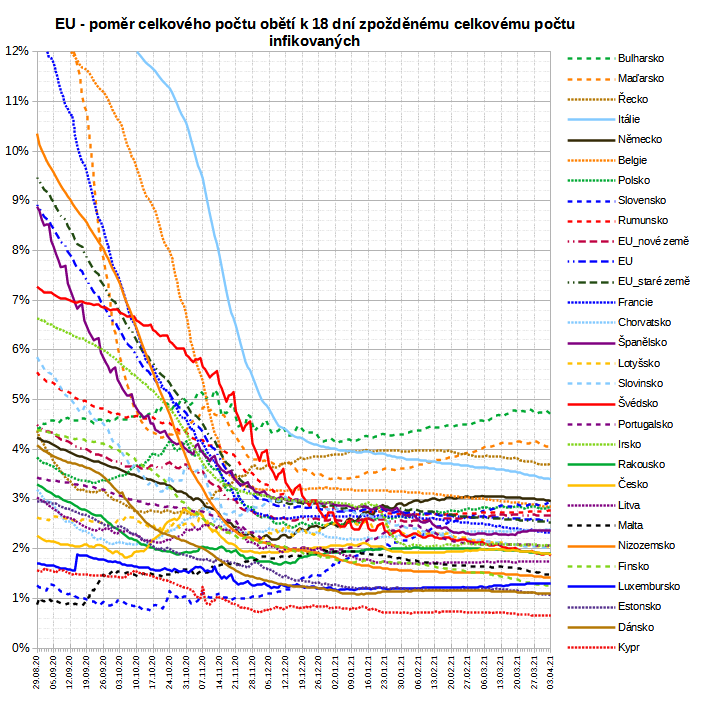 EU - poměr celkového počtu obětí k 18 dní zpožděnému celkovému počtu
infikovaných
12%
11%
10%
9%
8%
7%
6%
5%
4%
3%
2%
1%
0%
29.08.20
05.09.20
12.09.20
19.09.20
26.09.20
03.10.20
10.10.20
17.10.20
24.10.20
31.10.20
07.11.20
14.11.20
21.11.20
28.11.20
05.12.20
12.12.20
19.12.20
26.12.20
02.01.21
09.01.21
16.01.21
23.01.21
30.01.21
06.02.21
13.02.21
20.02.21
27.02.21
06.03.21
13.03.21
20.03.21
27.03.21
03.04.21
Bulharsko
Maďarsko
Řecko
Itálie
Německo
Belgie
Polsko
Slovensko
Rumunsko
EU_nové země
EU
EU_staré země
Francie
Chorvatsko
Španělsko
Lotyšsko
Slovinsko
Švédsko
Portugalsko
Irsko
Rakousko
Česko
Litva
Malta
Nizozemsko
Finsko
Luxembursko
Estonsko
Dánsko
Kypr